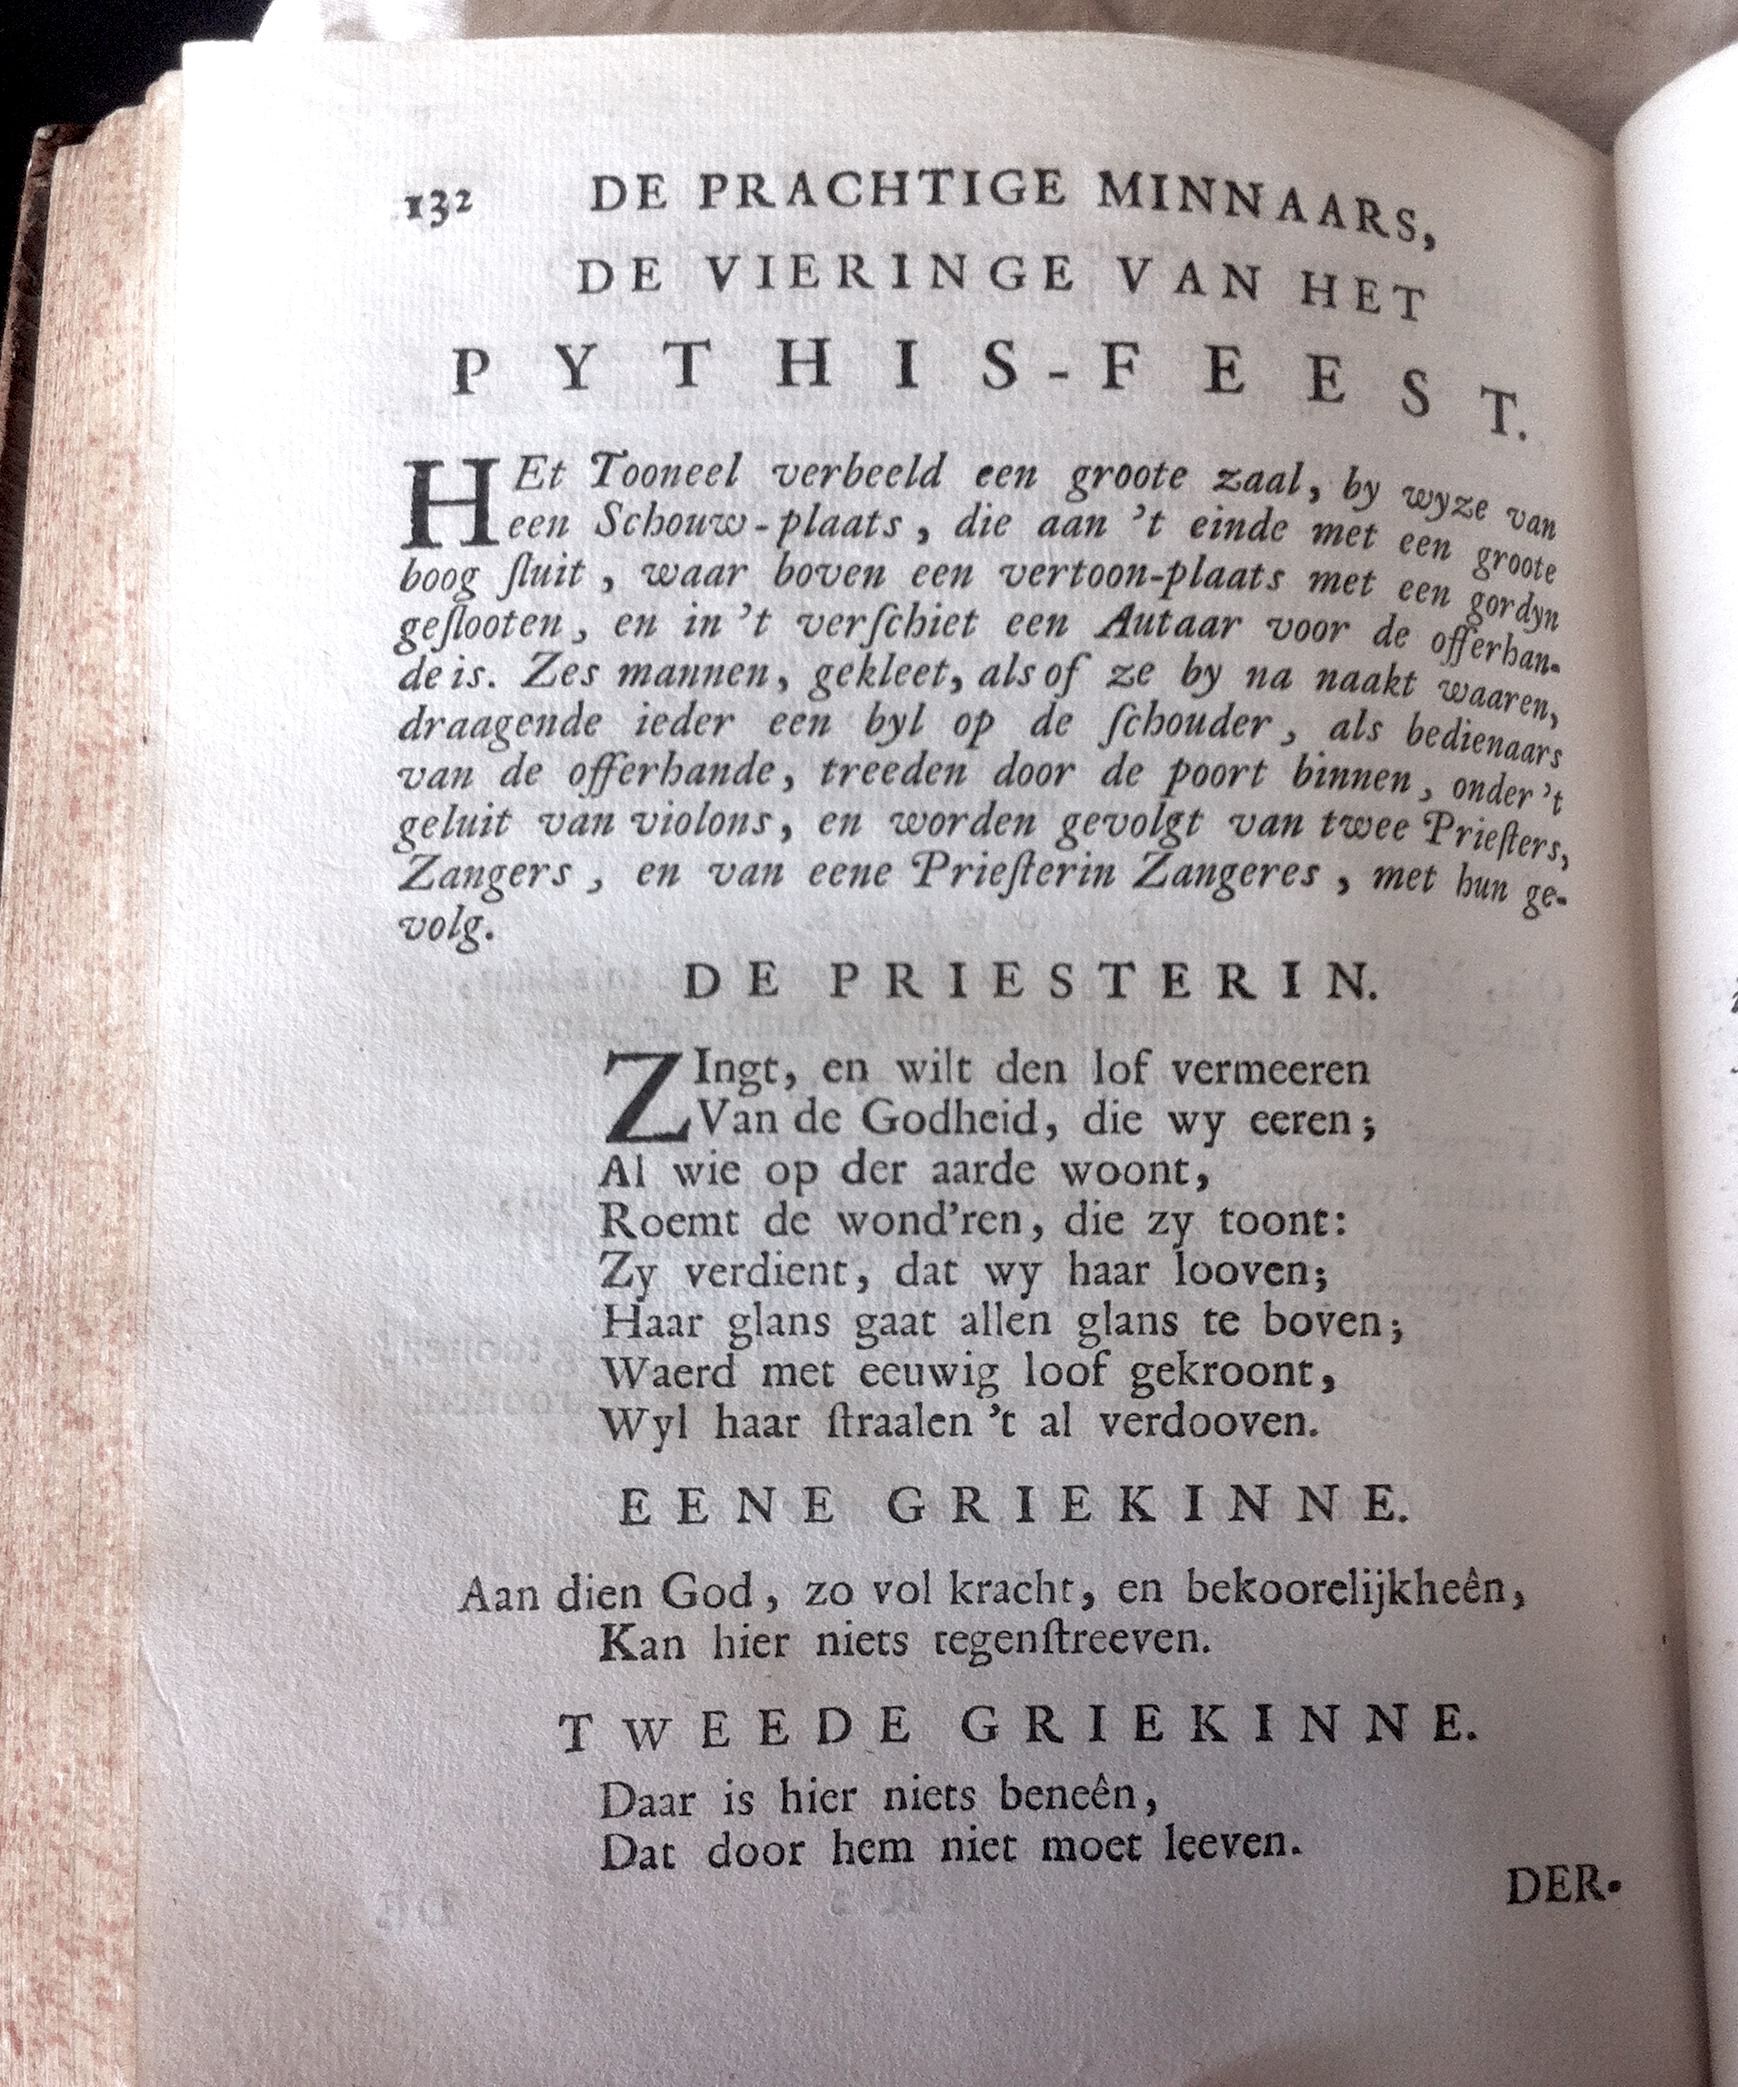 132 DE PRACHTIGE MINNAARS,
DE VIERINGE VAN HET
PYTHIS-FEEST.
HEt Tooneel verbeeld een groote zaal, by wyze van
een Schouw-plaats, die aan 't einde met een groote
boog ſluit, waar boven een vertoon-plaats met een gordyn
geſlooten, en in 't verſchiet een Autaar voor de offerhan-
de is. Zes mannen, gekleet, als of ze by na naakt waaren,
draagende ieder een byl op de ſchouder, als bedienaars
van de offerhande, treeden door de poort binnen, onder 't
geluit van violons, en worden gevolgt van twee Prieſters,
Zangers, en van eene Prieſterin Zangeres, met hun ge-
volg.
DE PRIESTERIN.
ZIngt, en wilt den lof vermeeren
Van de Godheid, die wy eeren;
Al wie op der aarde woont,
Roemt de wond'ren, die zy toont:
Zy verdient, dat wy haar looven;
Haar glans gaat allen glans te boven;
Waerd met eeuwig loof gekroont,
Wyl haar ſtraalen 't al verdooven.
EENE GRIEKINNE.
Aan dien God, zo vol kracht, en bekoorelijkheên,
Kan hier niets tegenſtreeven.
TWEEDE GRIEKINNE.
Daar is hier niets beneên,
Dat door hem niet moet leeven.
DER-